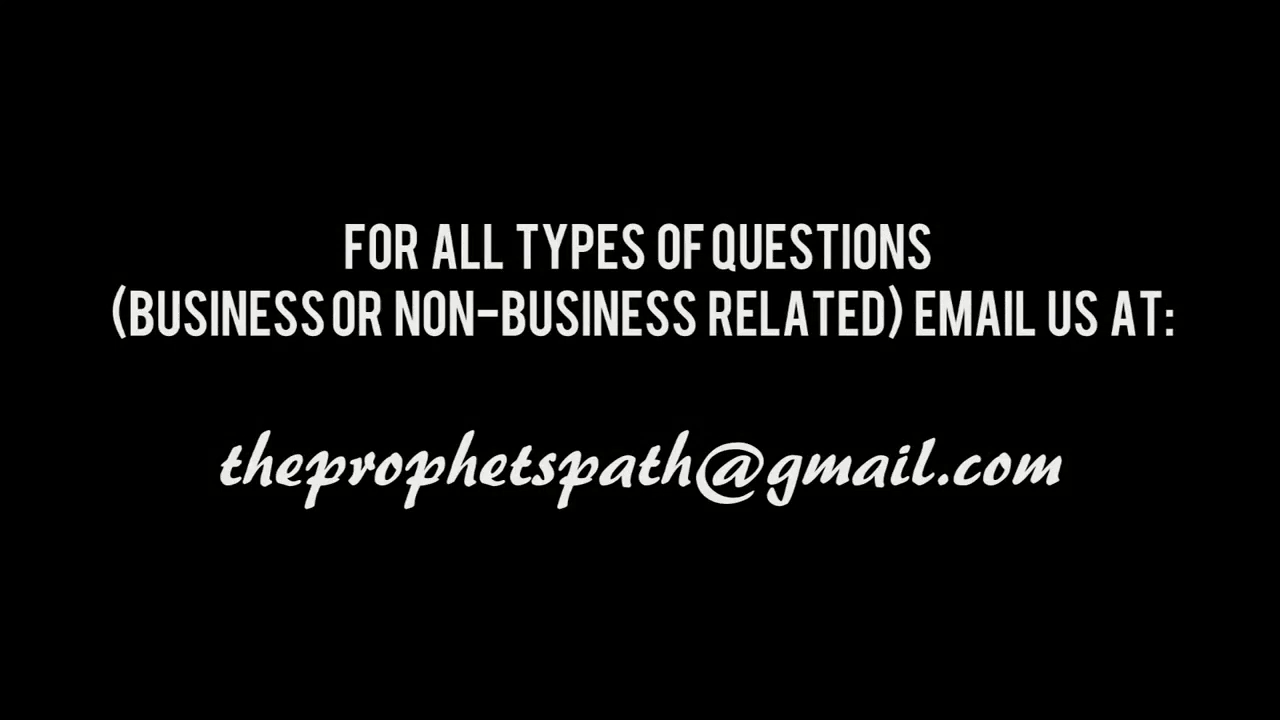 FOR ALL TYPES OF QUESTIONS
(BUSINESS OR NON-BUSINESS RELATED) EMAIL US AT:
theprophetspath@gmail.com